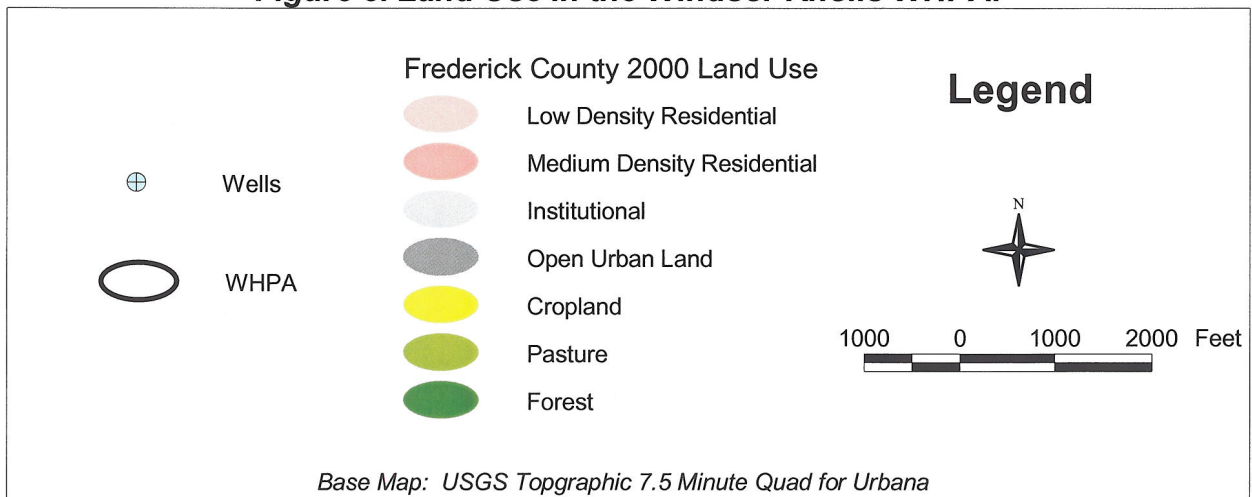 Frederick County 2000 Land Use
Legend
Low Density Residential
Medium Density Residential
Wells
Institutional
N
Open Urban Land
WHPA
Cropland
1000 0 1000 2000 Feet
Pasture
Forest
Base Map: USGS Topgraphic 7.5 Minute Quad for Urbana